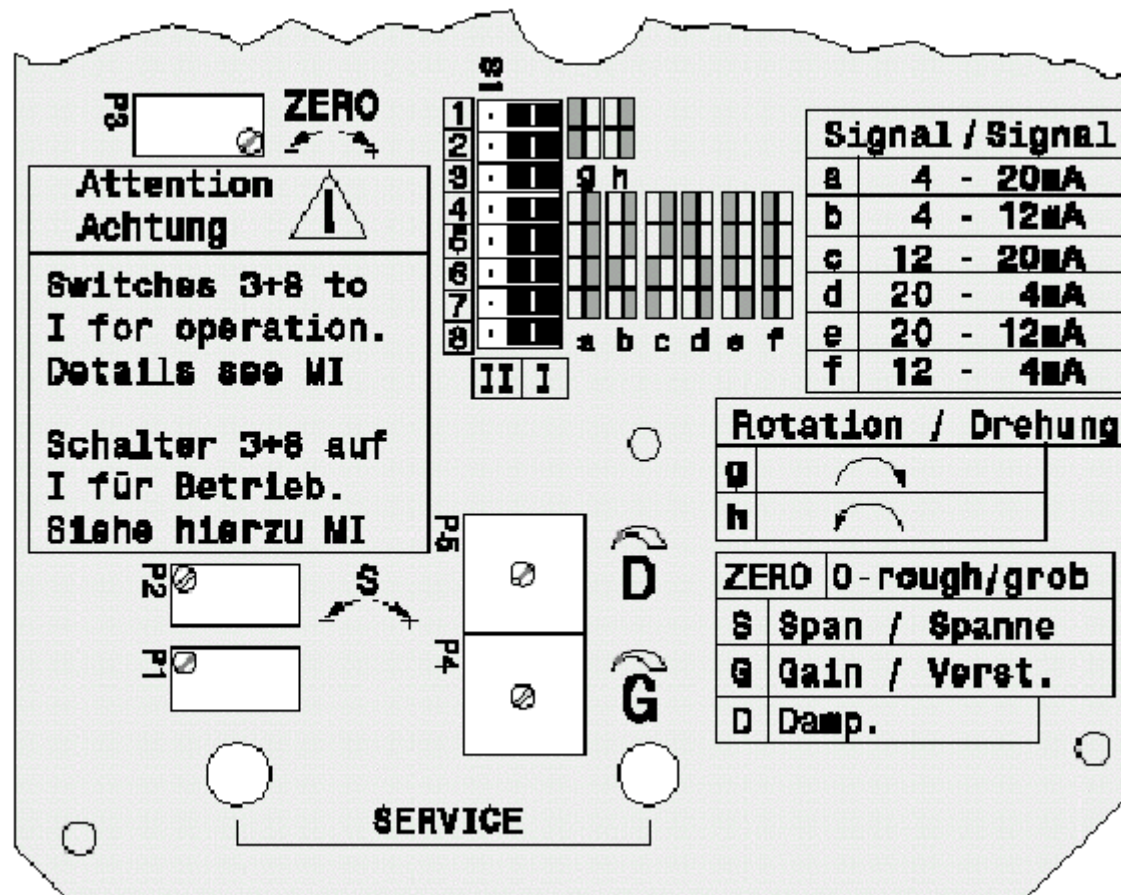 S1
P3
ZERO
- +
1
2
3
4
5
6
7
8
g h
a b c d e f
II I
Attention
Achtung
!
Switches 3+8 to
I for operation.
Details see MI
Schalter 3+8 auf
I für Betrieb.
Siehe hierzu MI
Signal / Signal
a 4 - 20mA
b 4 - 12mA
c 12 - 20mA
d 20 - 4mA
e 20 - 12mA
f 12 - 4mA
Rotation / Drehung
g
h
P2
S
- +
P1
P5
D
P4
G
ZERO 0-rough/grob
S Span / Spanne
G Gain / Verst.
D Damp.
SERVICE